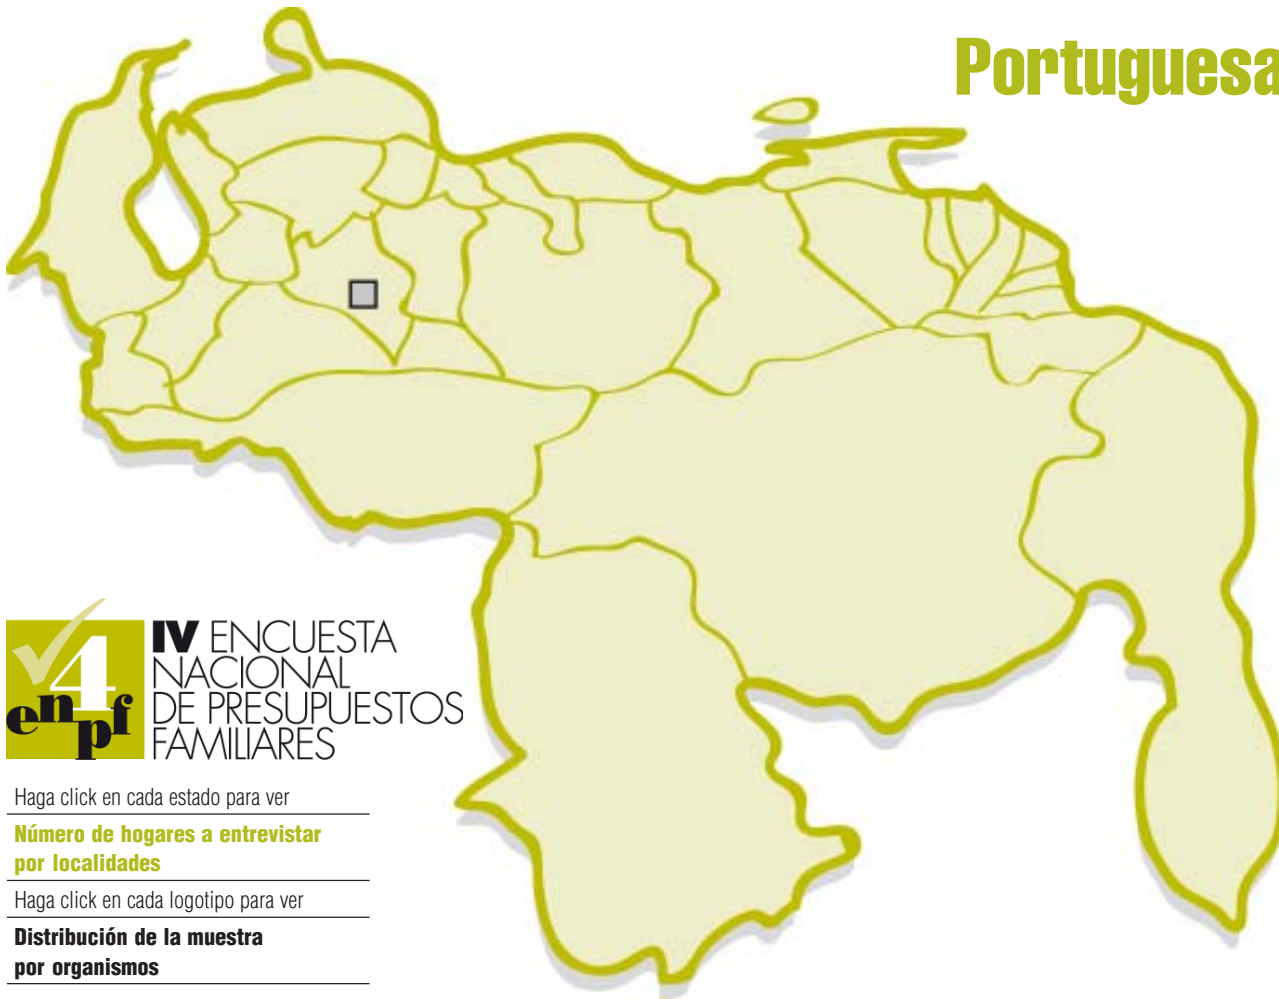 Portuguesa
4
enpf
IV ENCUESTA
NACIONAL
DE PRESUPUESTOS
FAMILIARES
Haga click en cada estado para ver
Número de hogares a entrevistar
por localidades
Haga click en cada logotipo para ver
Distribución de la muestra
por organismos